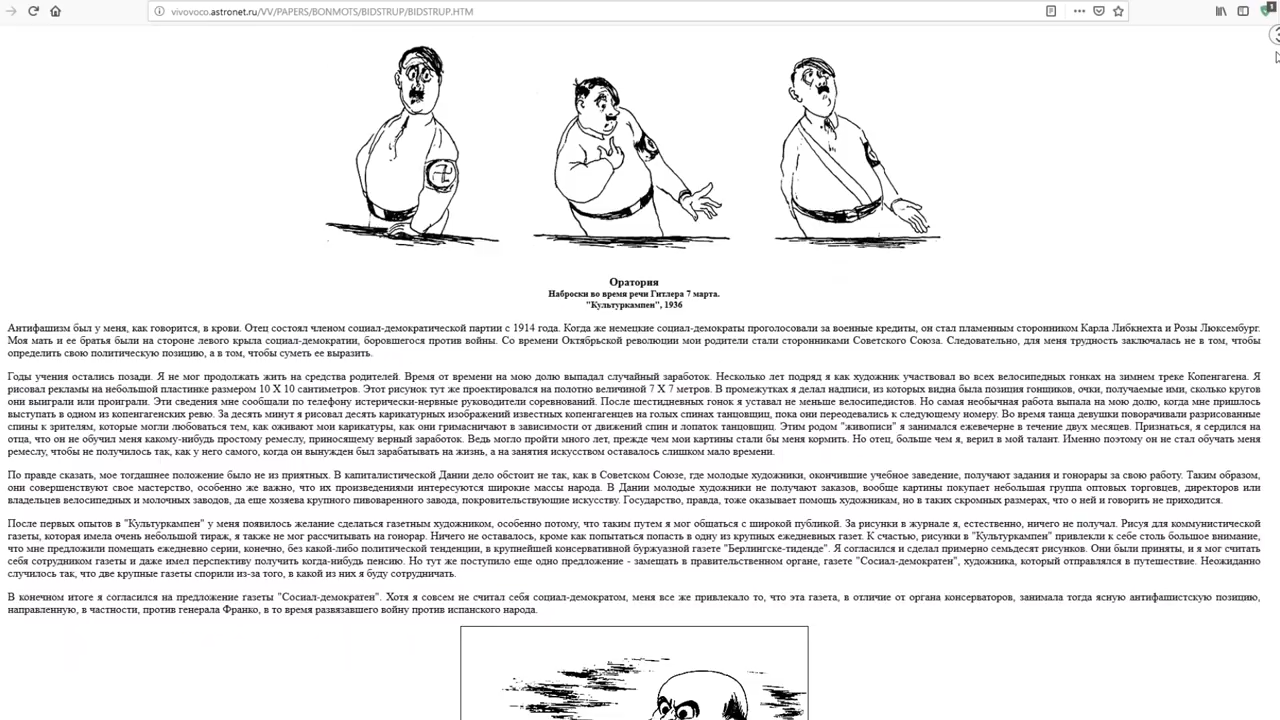 vivovoco.astronet.ru/VV/PAPERS/BONMOTS/BIDSTRUP/BIDSTRUP.HTM
Оратория
Наброски во время речи Гитлера 7 марта.
"Культуркампен", 1936
Антифашизм был у меня, как говорится, в крови. Отец состоял членом социал-демократической партии с 1914 года. Когда же немецкие социал-демократы проголосовали за военные кредиты, он стал пламенным сторонником Карла Либкнехта и Розы Люксембург.
Моя мать и ее братья были на стороне левого крыла социал-демократии, боровшегося против войны. Со времени Октябрьской революции мои родители стали сторонниками Советского Союза. Следовательно, для меня трудность заключалась не в том, чтобы
определить свою политическую позицию, а в том, чтобы суметь ее выразить.
Годы учения остались позади. Я не мог продолжать жить на средства родителей. Время от времени на мою долю выпадал случайный заработок. Несколько лет подряд я как художник участвовал во всех велосипедных гонках на зимнем треке Копенгагена. Я
рисовал рекламы на небольшой пластинке размером 10 X 10 сантиметров. Этот рисунок тут же проектировался на полотно величиной 7 X 7 метров. В промежутках я делал надписи, из которых видна была позиция гонщиков, очки, получаемые ими, сколько кругов
они выиграли или проиграли. Эти сведения мне сообщали по телефону истерически-нервные руководители соревнований. После шестидневных гонок я уставал не меньше велосипедистов. Но самая необычная работа выпала на мою долю, когда мне пришлось
выступать в одном из копенгагенских ревю. За десять минут я рисовал десять карикатурных изображений известных копенгагенцев на голых спинах танцовщиц, пока они переодевались к следующему номеру. Во время танца девушки поворачивали разрисованные
спины к зрителям, которые могли любоваться тем, как оживают мои карикатуры, как они гримасничают в зависимости от движений спин и лопаток танцовщиц. Этим родом "живописи" я занимался ежевечерне в течение двух месяцев. Признаться, я сердился на
отца, что он не обучил меня какому-нибудь простому ремеслу, приносящему верный заработок. Ведь могло пройти много лет, прежде чем мои картины стали бы меня кормить. Но отец, больше чем я, верил в мой талант. Именно поэтому он не стал обучать меня
ремеслу, чтобы не получилось так, как у него самого, когда он вынужден был зарабатывать на жизнь, а на занятия искусством оставалось слишком мало времени.
По правде сказать, мое тогдашнее положение было не из приятных. В капиталистической Дании дело обстоит не так, как в Советском Союзе, где молодые художники, окончившие учебное заведение, получают задания и гонорары за свою работу. Таким образом,
они совершенствуют свое мастерство, особенно же важно, что их произведениями интересуются широкие массы народа. В Дании молодые художники не получают заказов, вообще картины покупает небольшая группа оптовых торговцев, директоров или
владельцев велосипедных и молочных заводов, да еще хозяева крупного пивоваренного завода, покровительствующие искусству. Государство, правда, тоже оказывает помощь художникам, но в таких скромных размерах, что о ней и говорить не приходится.
После первых опытов в "Культуркампен" у меня появилось желание сделаться газетным художником, особенно потому, что таким путем я мог общаться с широкой публикой. За рисунки в журнале я, естественно, ничего не получал. Рисуя для коммунистической
газеты, которая имела очень небольшой тираж, я также не мог рассчитывать на гонорар. Ничего не оставалось, кроме как попытаться попасть в одну из крупных ежедневных газет. К счастью, рисунки в "Культуркампен" привлекли к себе столь большое внимание,
что мне предложили помещать ежедневно серии, конечно, без какой-либо политической тенденции, в крупнейшей консервативной буржуазной газете "Берлингске-тиденде". Я согласился и сделал примерно семьдесят рисунков. Они были приняты, и я мог считать
себя сотрудником газеты и даже имел перспективу получить когда-нибудь пенсию. Но тут же поступило еще одно предложение - замещать в правительственном органе, газете "Сосиал-демократен", художника, который отправлялся в путешествие. Неожиданно
случилось так, что две крупные газеты спорили из-за того, в какой из них я буду сотрудничать.
В конечном итоге я согласился на предложение газеты "Сосиал-демократен". Хотя я совсем не считал себя социал-демократом, меня все же привлекало то, что эта газета, в отличие от органа консерваторов, занимала тогда ясную антифашистскую позицию,
направленную, в частности, против генерала Франко, в то время развязавшего войну против испанского народа.